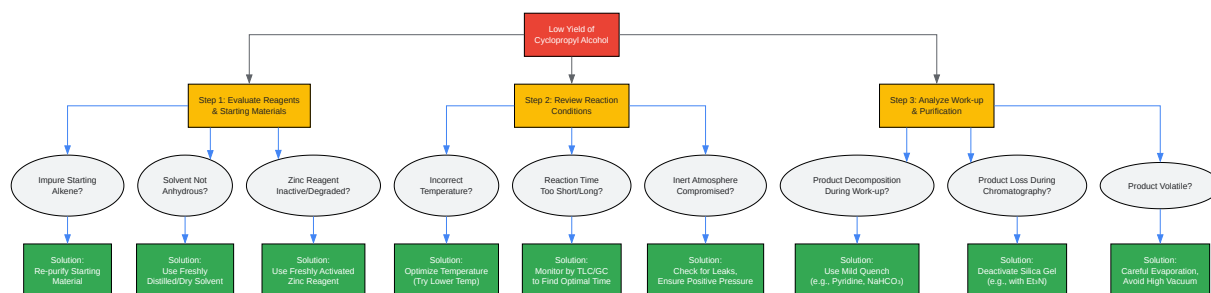 Low Yield of
Cyclopropyl Alcohol
Step 1: Evaluate Reagents
& Starting Materials
Step 2: Review Reaction
Conditions
Step 3: Analyze Work-up
& Purification
Impure Starting
Alkene?
Solvent Not
Anhydrous?
Zinc Reagent
Inactive/Degraded?
Incorrect
Temperature?
Reaction Time
Too Short/Long?
Inert Atmosphere
Compromised?
Product Decomposition
During Work-up?
Product Loss During
Chromatography?
Product Volatile?
Solution:
Re-purify Starting
Material
Solution:
Use Freshly
Distilled/Dry Solvent
Solution:
Use Freshly Activated
Zinc Reagent
Solution:
Optimize Temperature
(Try Lower Temp)
Solution:
Monitor by TLC/GC
to Find Optimal Time
Solution:
Check for Leaks,
Ensure Positive Pressure
Solution:
Use Mild Quench
(e.g., Pyridine, NaHCO₃)
Solution:
Deactivate Silica Gel
(e.g., with Et₃N)
Solution:
Careful Evaporation,
Avoid High Vacuum